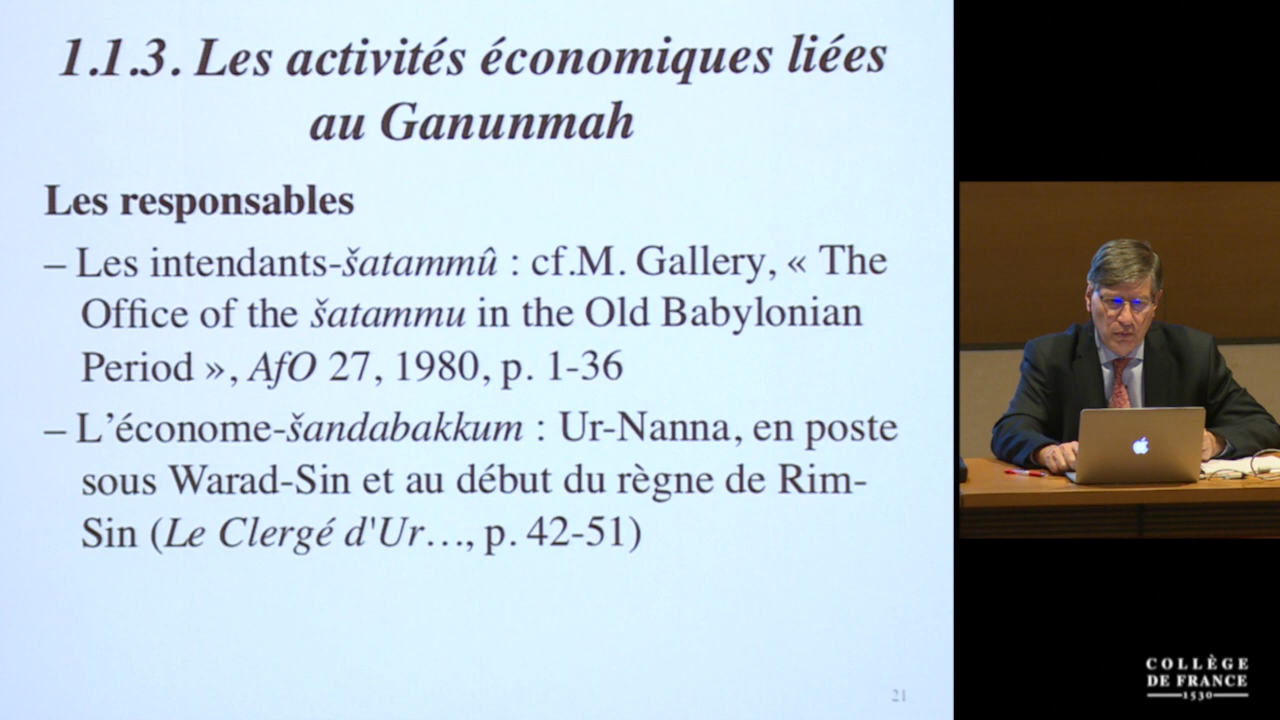 1.1.3. Les activités économiques liées
au Ganunmah
Les responsables
– Les intendants-šatammû : cf.M. Gallery, « The
Office of the šatammu in the Old Babylonian
Period », AfO 27, 1980, p. 1-36
– L’économe-šandabakkum : Ur-Nanna, en poste
sous Warad-Sin et au début du règne de Rim-
Sin (Le Clergé d'Ur…, p. 42-51)
21
COLLÈGE
DE FRANCE
1530